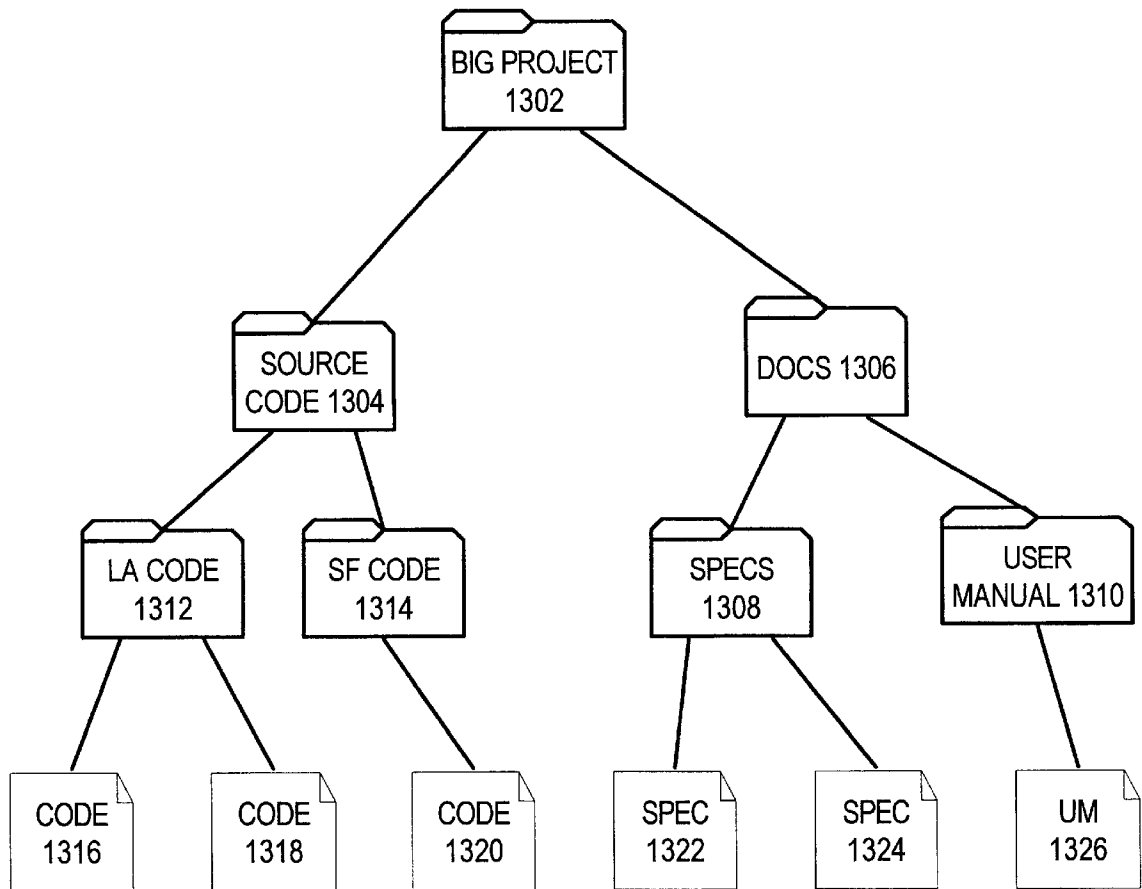 BIG PROJECT
1302
SOURCE
CODE 1304
DOCS 1306
LA CODE
1312
SF CODE
1314
SPECS
1308
USER
MANUAL 1310
CODE
1316
CODE
1318
CODE
1320
SPEC
1322
SPEC
1324
UM
1326